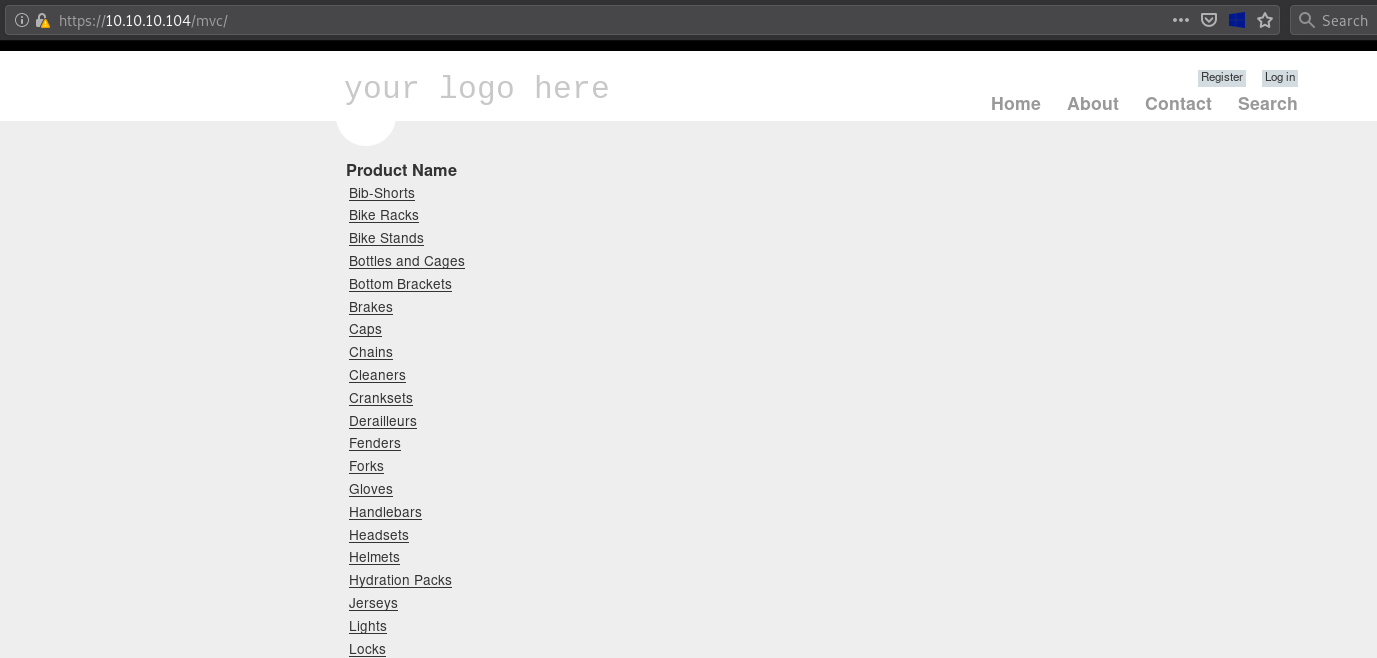 https://10.10.10.104/mvc/
Search
your logo here
Register Log in
Home About Contact Search
Product Name
Bib-Shorts
Bike Racks
Bike Stands
Bottles and Cages
Bottom Brackets
Brakes
Caps
Chains
Cleaners
Cranksets
Derailleurs
Fenders
Forks
Gloves
Handlebars
Headsets
Helmets
Hydration Packs
Jerseys
Lights
Locks